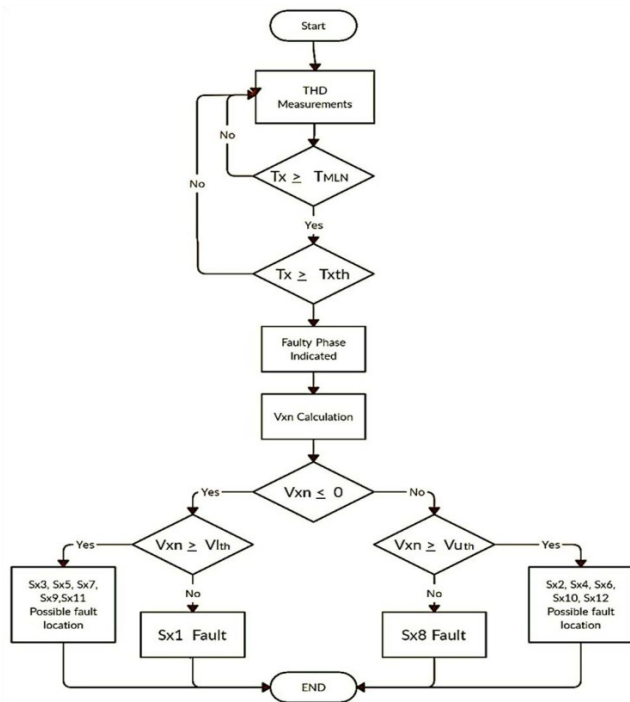 Start
THD
Measurements
No
Tx ≥ TMLN
No
Yes
Tx ≥ Txth
Faulty Phase
Indicated
Vxn Calculation
Yes
Vxn ≤ 0
No
Yes
Vxn ≥ Vlth
Vxn ≥ Vuth
Yes
Sx3, Sx5, Sx7,
Sx9,Sx11
Possible fault
location
No
Sx1 Fault
No
Sx8 Fault
Sx2, Sx4, Sx6,
Sx10, Sx12
Possible fault
location
END